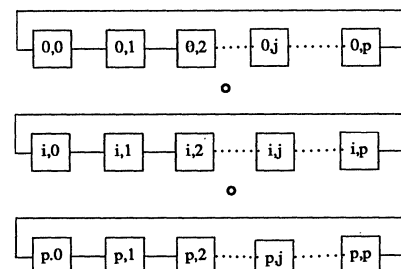 0,0 0,1 0,2 0,j 0,p
i,0 i,1 i,2 i,j i,p
p.0 p,1 p,2 p,j p,p